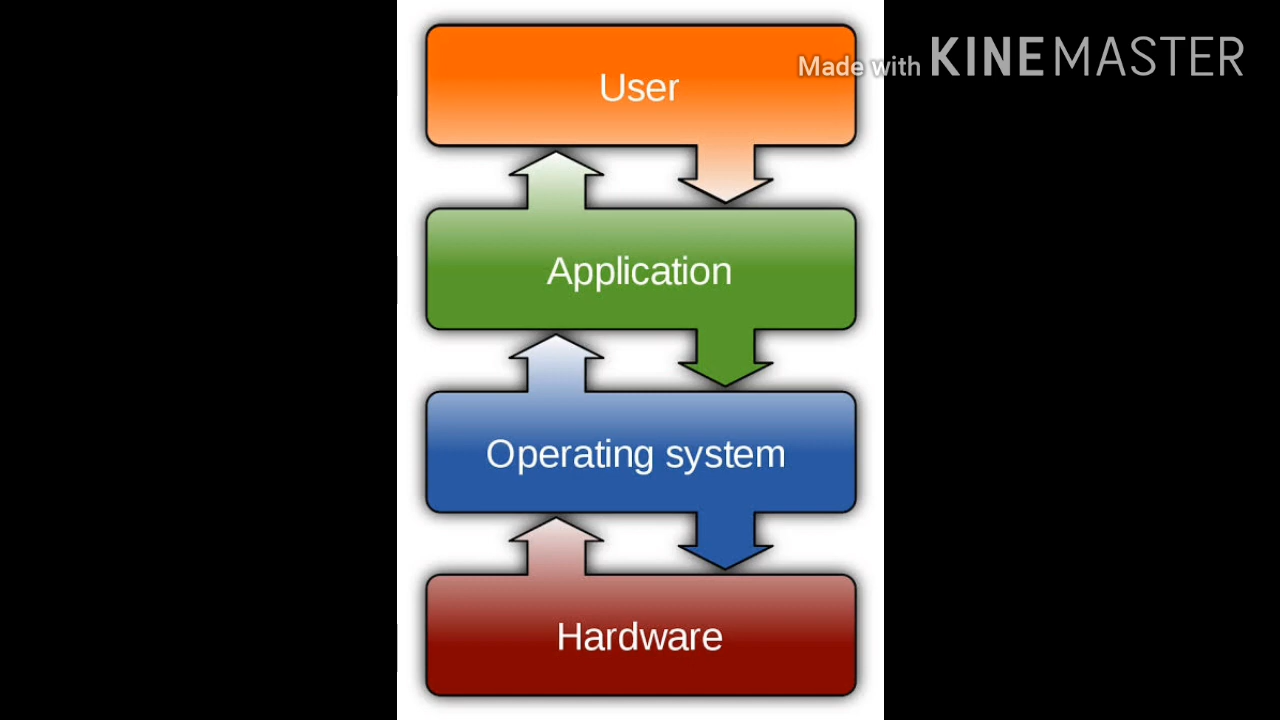 Made with KINEMASTER
User
Application
Operating system
Hardware